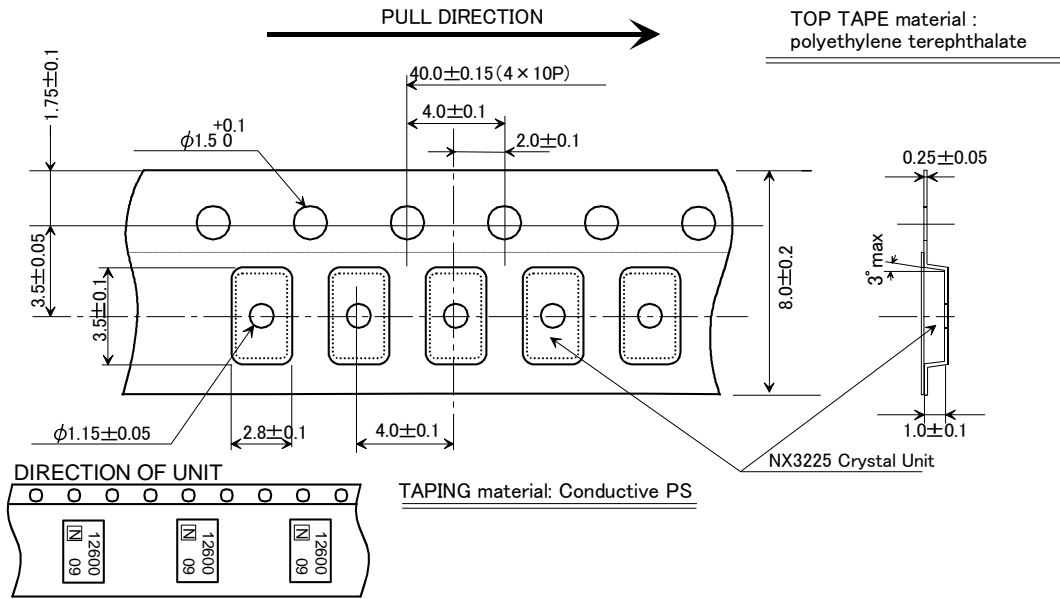 PULL DIRECTION
TOP TAPE material :
polyethylene terephthalate
1.75±0.1
40.0±0.15(4×10P)
4.0±0.1
+0.1
φ1.5 0
2.0±0.1
0.25±0.05
3.5±0.05
3.5±0.1
8.0±0.2
3°max
φ1.15±0.05
2.8±0.1
4.0±0.1
1.0±0.1
NX3225 Crystal Unit
DIRECTION OF UNIT
TAPING material: Conductive PS
12600
N 09
12600
N 09
12600
N 09